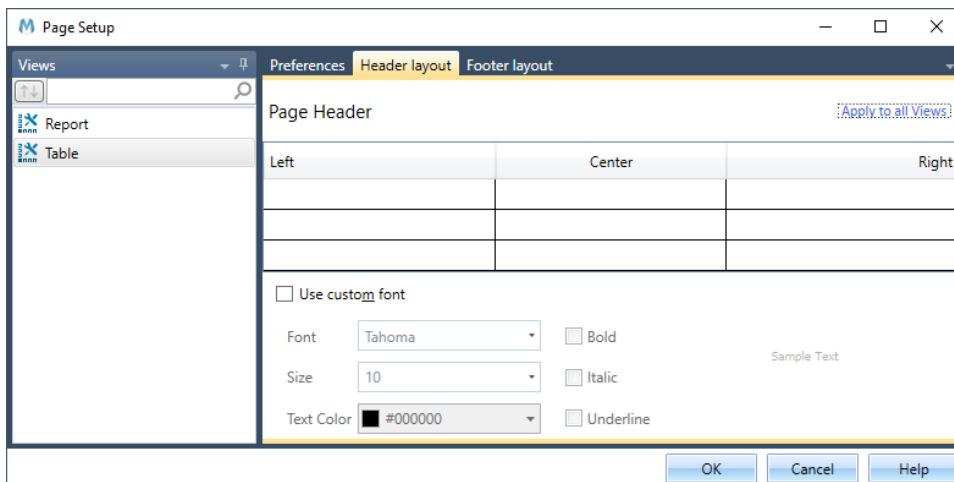 Page Setup
Views
Preferences Header layout Footer layout
Page Header Apply to all Views
Report
Table
Left Center Right
Use custom font
Font Tahoma Bold
Sample Text
Size 10 Italic
Text Color #000000 Underline
OK Cancel Help